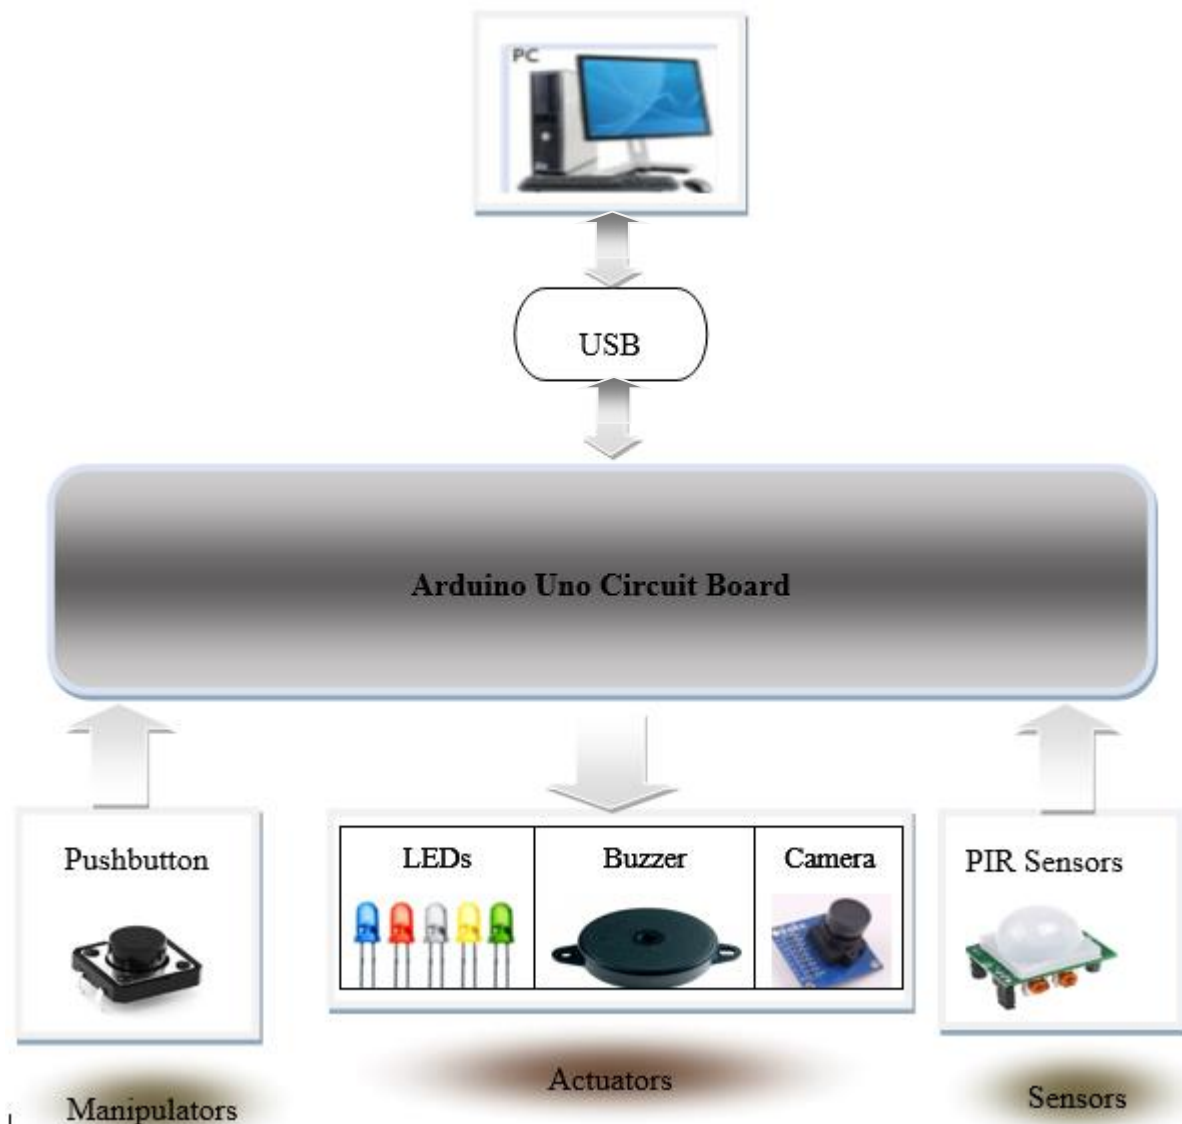 PC
USB
Arduino Uno Circuit Board
Pushbutton
LEDs
Buzzer
Camera
PIR Sensors
Manipulators
Actuators
Sensors